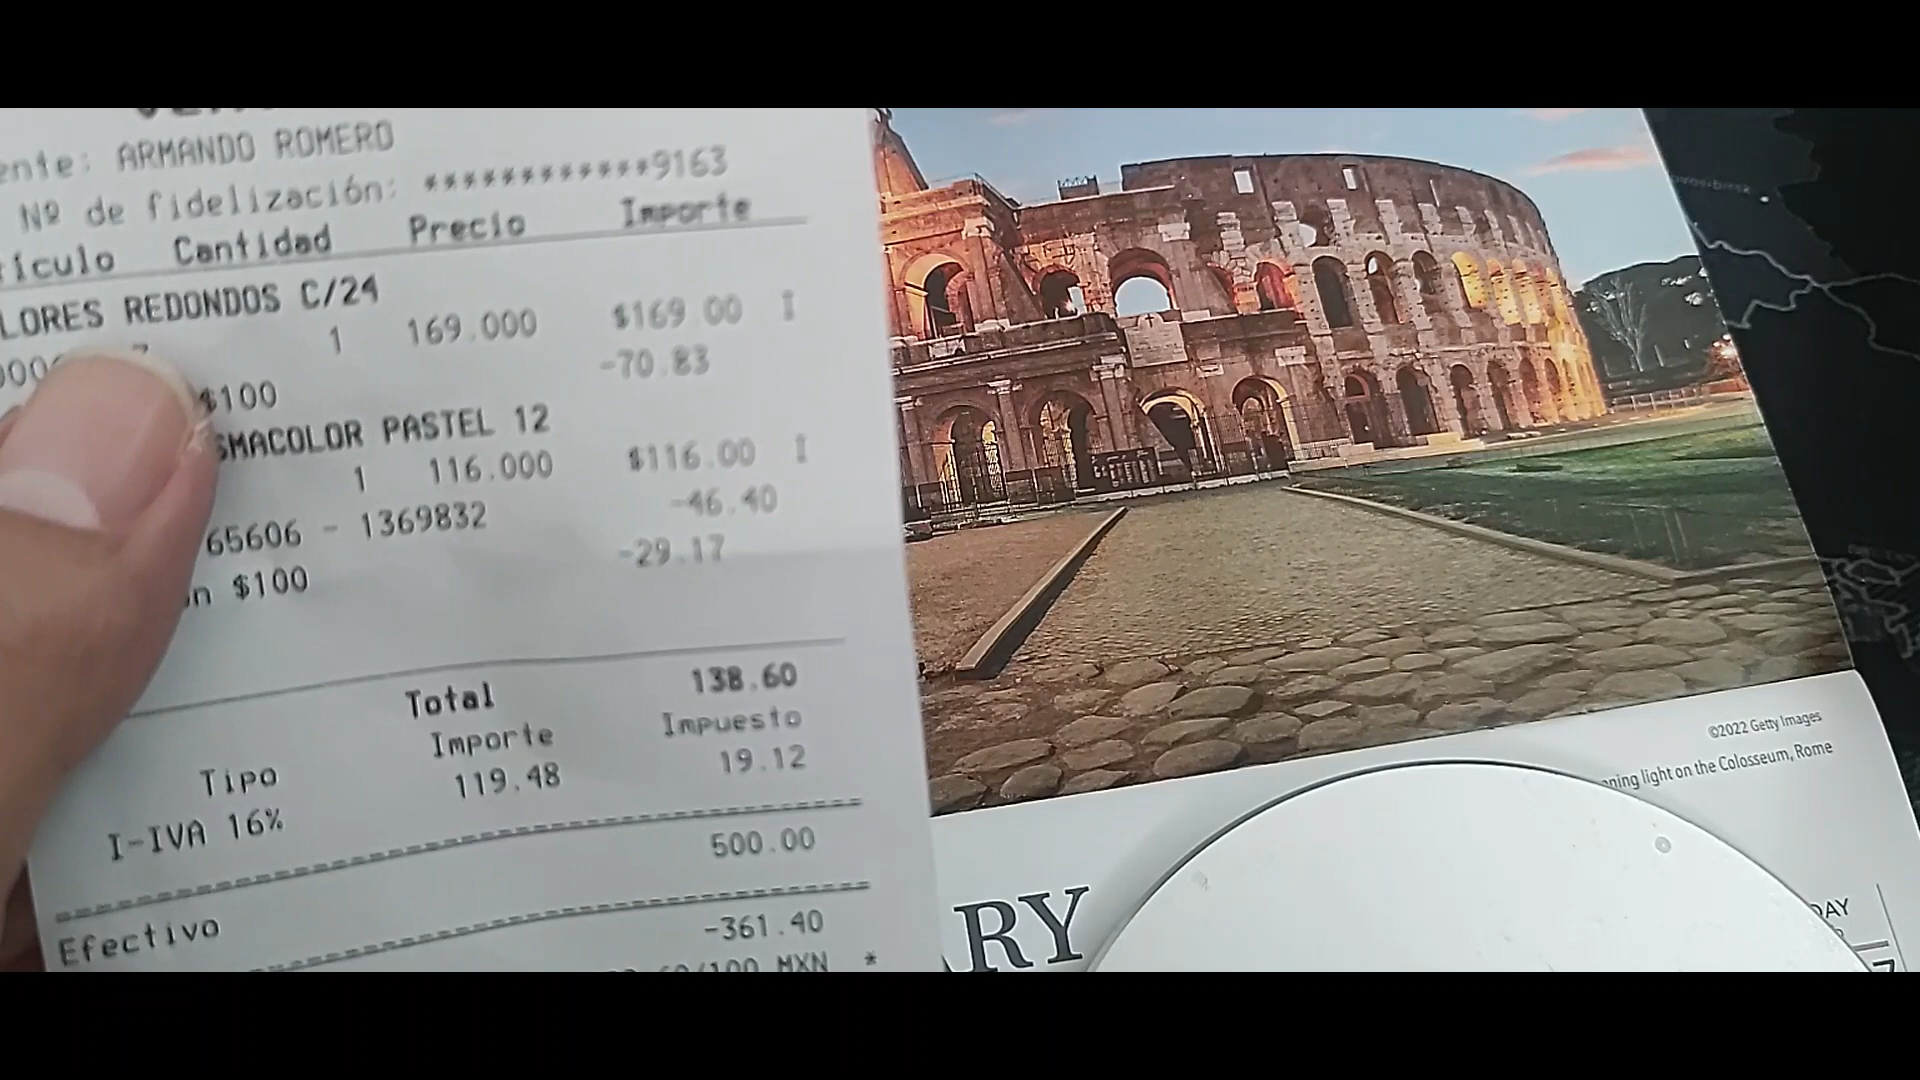 ente: ARMANDO ROMERO
Nº de fidelización: ************9163
ículo Cantidad Precio Importe
LORES REDONDOS C/24
1 169.000 $169.00 I
-70.83
$100
SMACOLOR PASTEL 12
1 116.000 $116.00 I
65606 - 1369832 -46.40
n $100 -29.17
Total 138.60
Tipo Importe Impuesto
I-IVA 16% 119.48 19.12
Efectivo 500.00
-361.40
/100 MXN *
©2022 Getty Images
ning light on the Colosseum, Rome
ARY
DAY
7